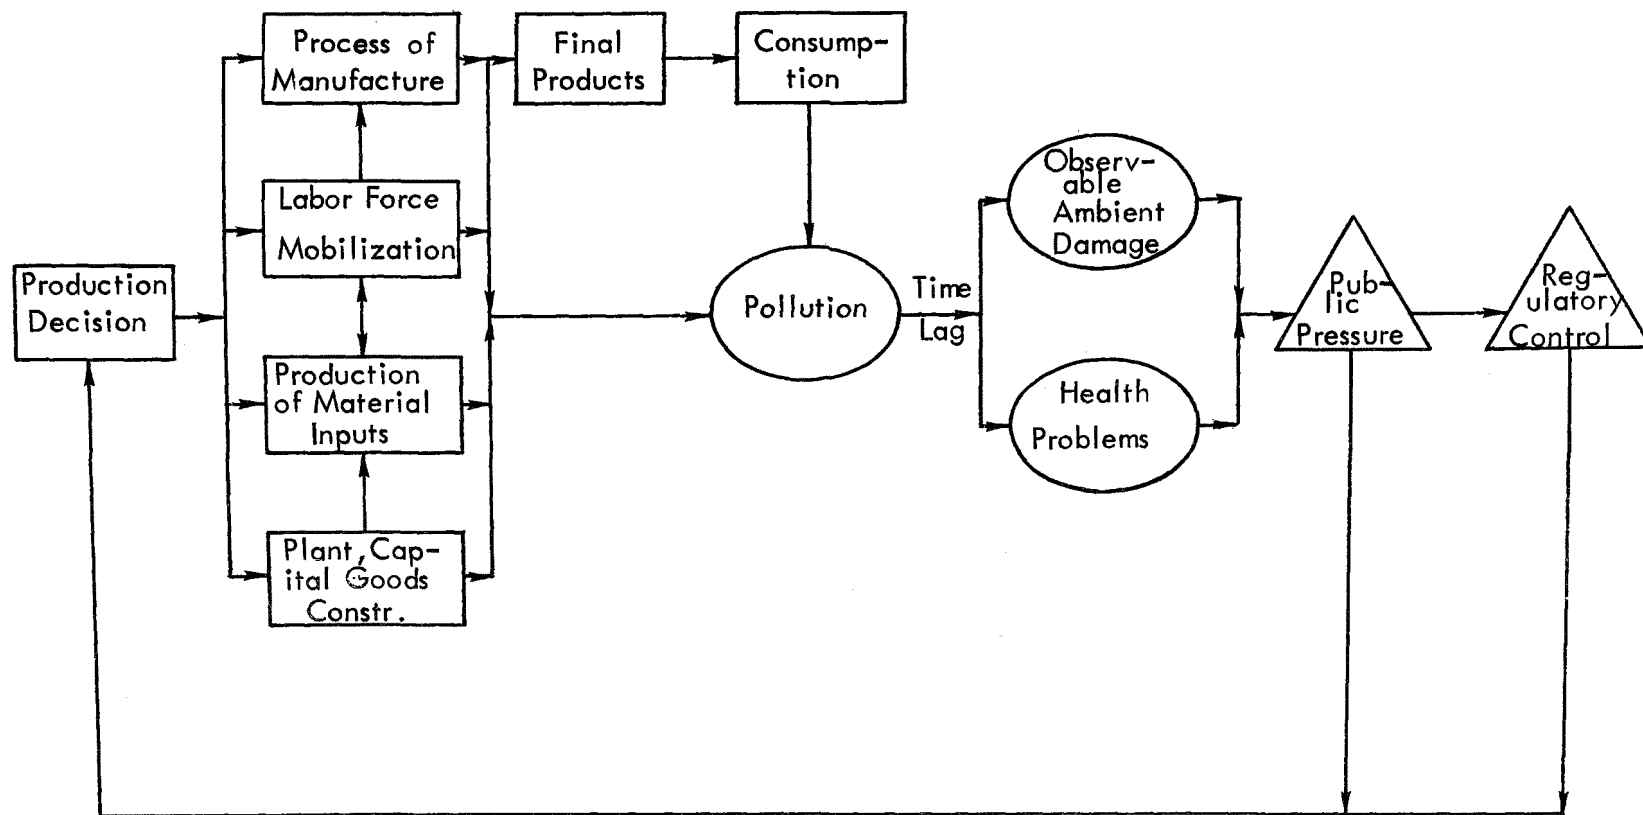 Process of
Manufacture
Final
Products
Consump-
tion
Labor Force
Mobilization
Production
Decision
Production
of Material
Inputs
Plant, Cap-
ital Goods
Constr.
Pollution
Time
Lag
Observ-
able
Ambient
Damage
Health
Problems
Pub-
lic
Pressure
Reg-
ulatory
Control